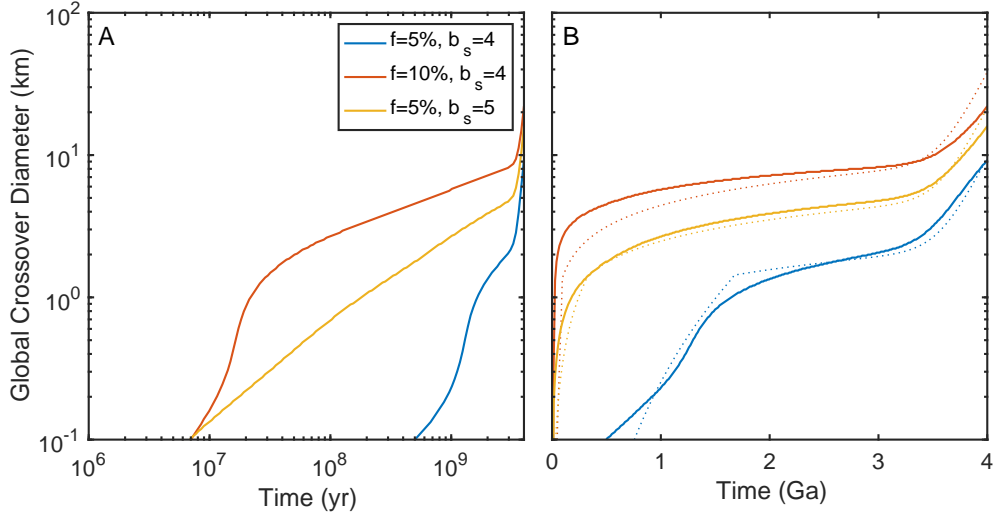 A
f=5%, b_s=4
f=10%, b_s=4
f=5%, b_s=5
B
Global Crossover Diameter (km)
10^2
10^1
10^0
10^-1
10^6
10^7
10^8
10^9
Time (yr)
0
1
2
3
4
Time (Ga)